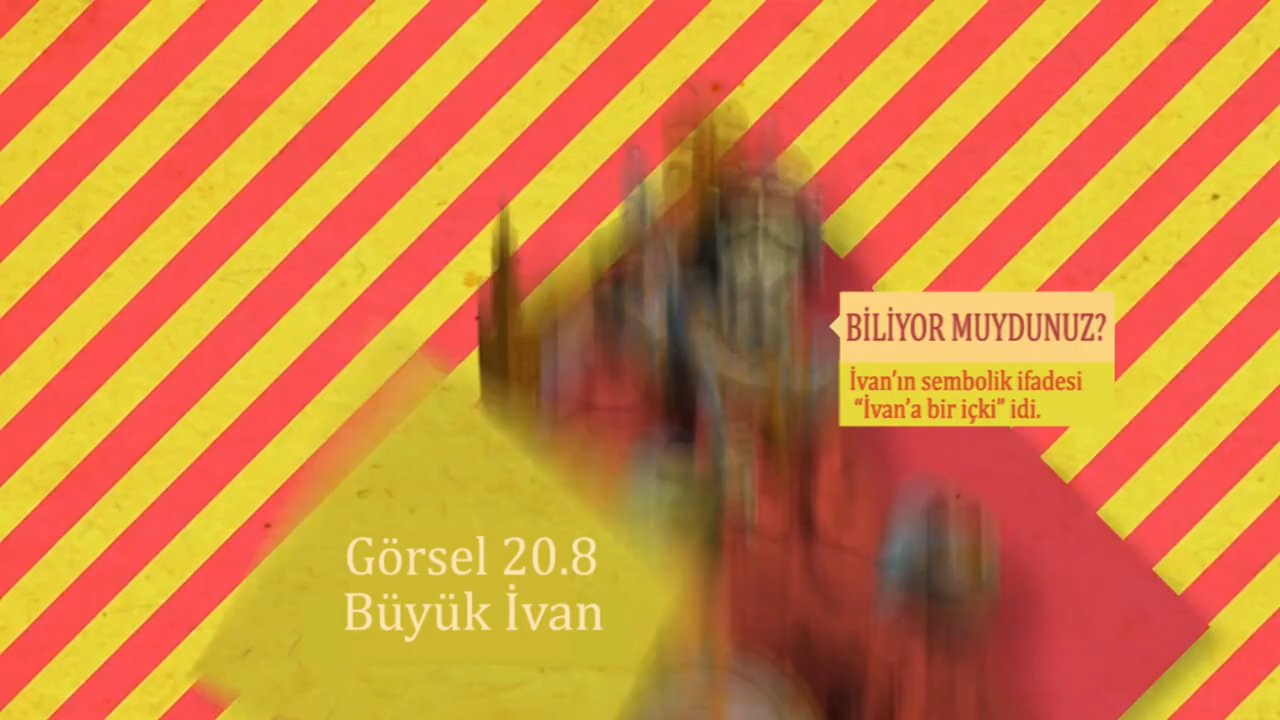 BİLİYOR MUYDUNUZ?
İvan’ın sembolik ifadesi
“İvan’a bir içki” idi.
Görsel 20.8
Büyük İvan